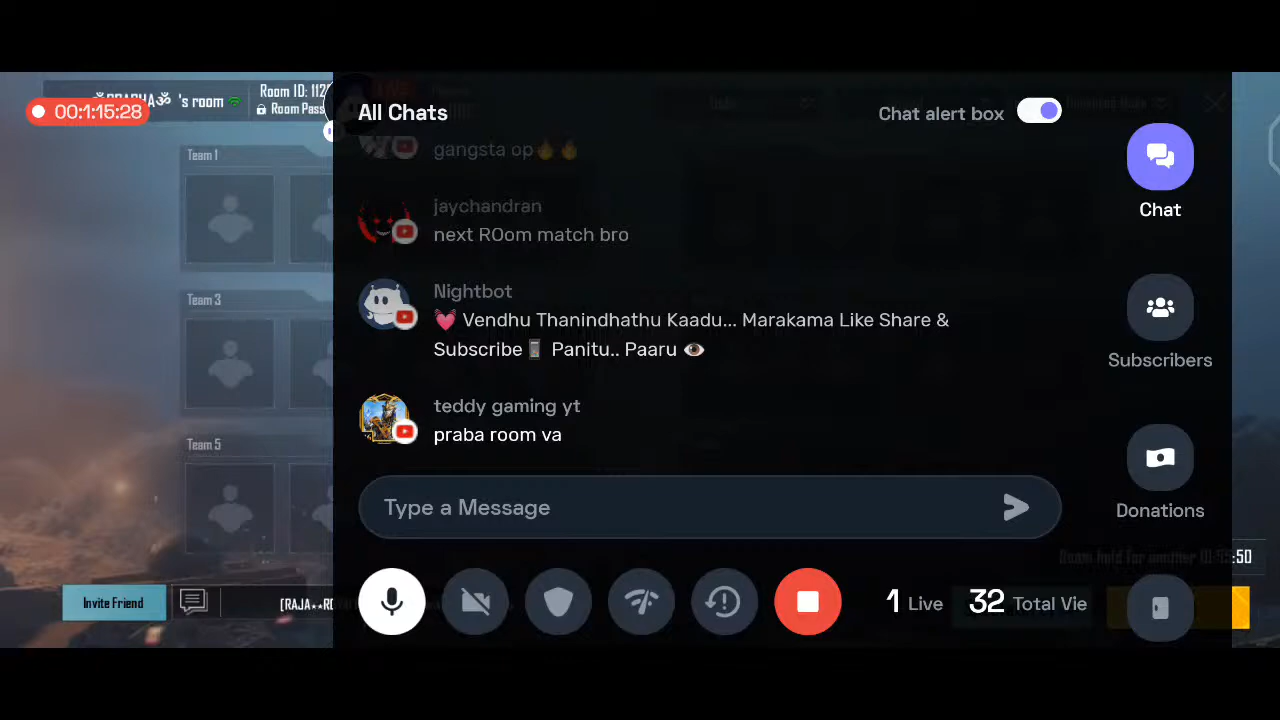 00:1:15:28
's room
Room ID: 112
Room Pass
Team 1
Team 3
Team 5
Invite Friend
All Chats
Chat alert box
gangsta op🔥🔥
jaychandran
next R0om match bro
Nightbot
💓 Vendhu Thanindhathu Kaadu... Marakama Like Share &
Subscribe📱 Panitu.. Paaru 👁️
teddy gaming yt
praba room va
Type a Message
1 Live
32 Total Vie
Chat
Subscribers
Donations